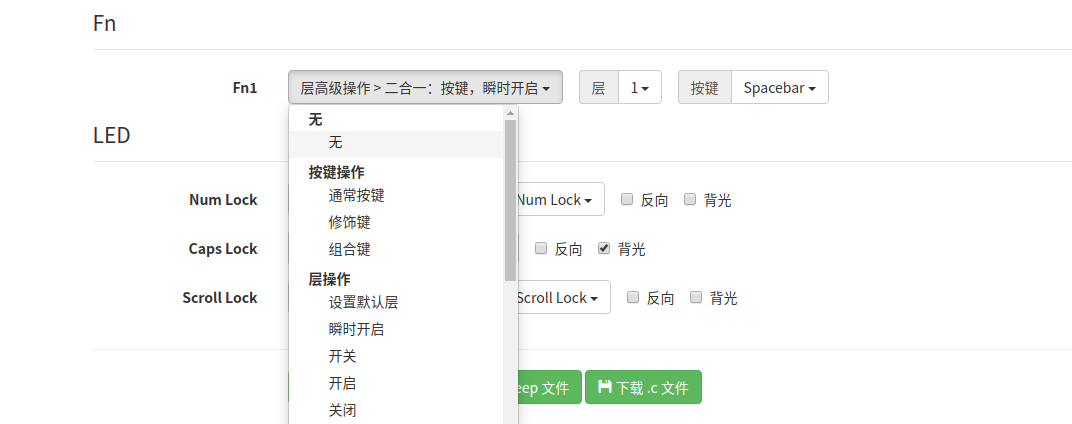 Fn
Fn1 层高级操作 > 二合一：按键，瞬时开启 层 1 按键 Spacebar
无
无
LED
按键操作
通常按键
Num Lock Num Lock 反向 背光
修饰键
Caps Lock 组合键 反向 背光
层操作
Scroll Lock 设置默认层 Scroll Lock 反向 背光
瞬时开启
开关
开启 文件 下载 .c 文件
关闭